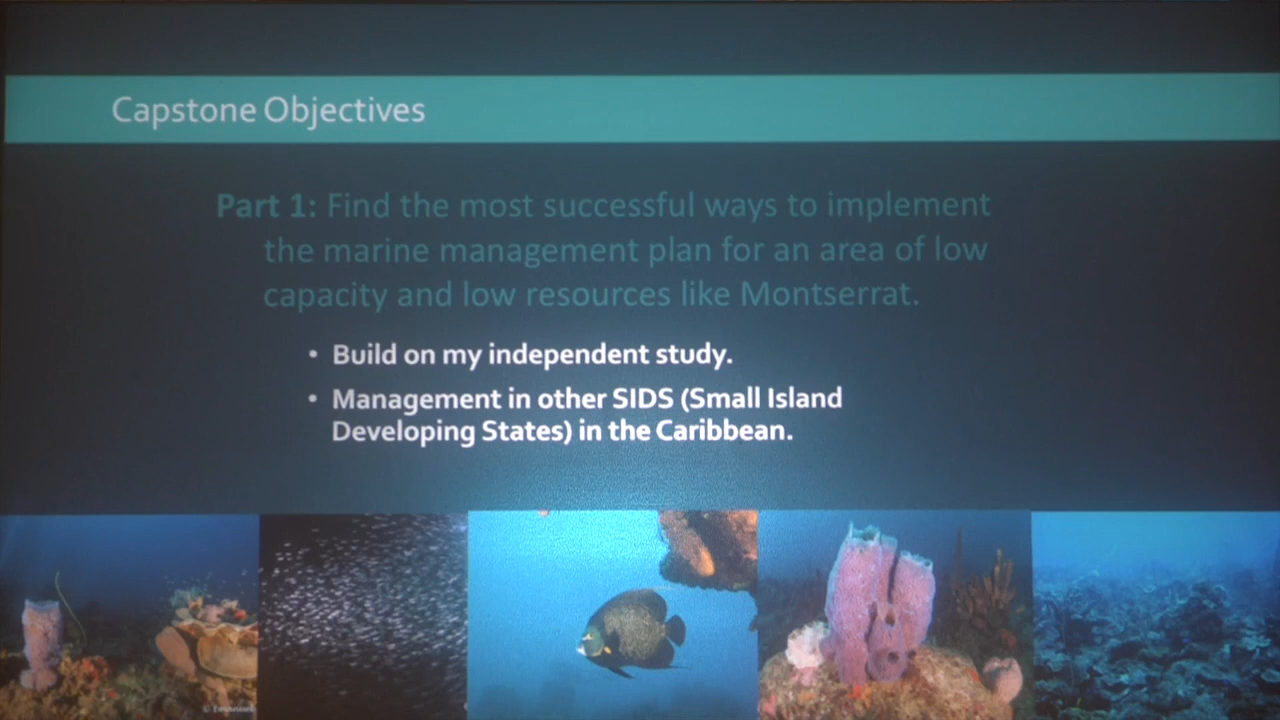 Capstone Objectives
Part 1: Find the most successful ways to implement
the marine management plan for an area of low
capacity and low resources like Montserrat.
• Build on my independent study.
• Management in other SIDS (Small Island
Developing States) in the Caribbean.
© Emanuel